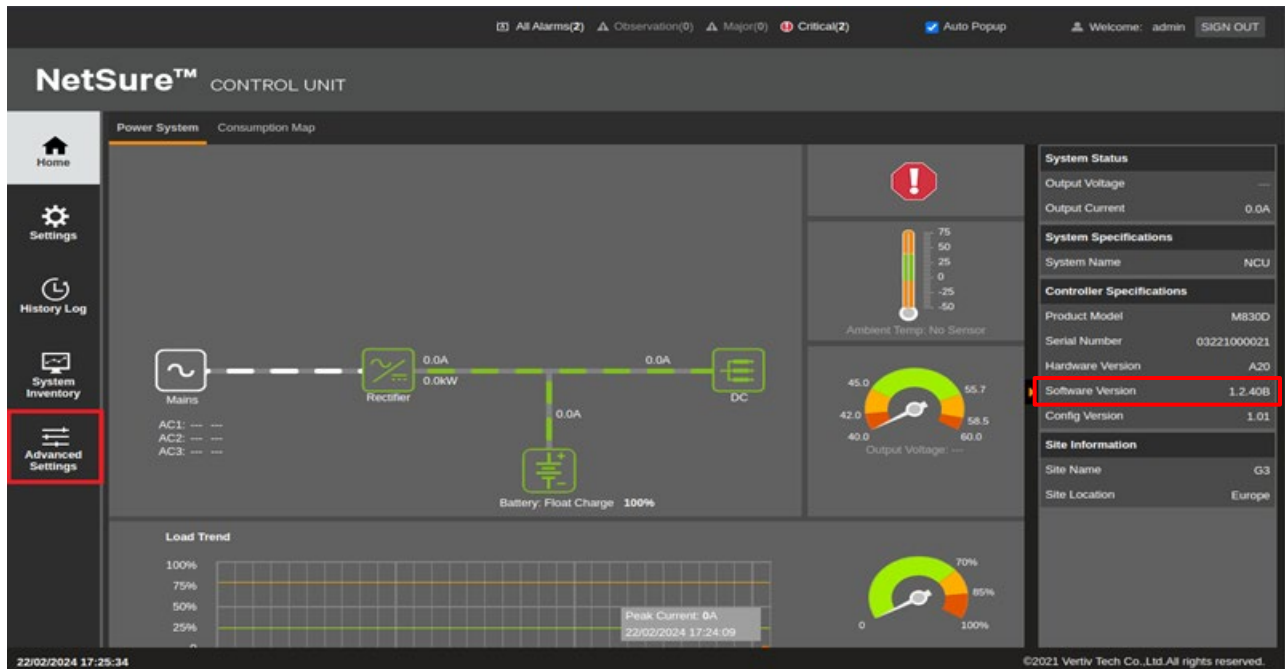 All Alarms(2) Observation(0) Major(0) Critical(2) Auto Popup Welcome: admin SIGN OUT
NetSure™ CONTROL UNIT
Home
Settings
History Log
System
Inventory
Advanced
Settings
Power System Consumption Map
Mains
AC1: --- ---
AC2: --- ---
AC3: --- ---
Rectifier
0.0A
0.0kW
0.0A
DC
0.0A
Battery: Float Charge 100%
75
50
25
0
-25
-50
Ambient Temp: No Sensor
45.0
55.7
42.0
58.5
40.0
60.0
Output Voltage: ---
Load Trend
100%
75%
50%
25%
0
Peak Current: 0A
22/02/2024 17:24:09
70%
85%
0
100%
System Status
Output Voltage ---
Output Current 0.0A
System Specifications
System Name NCU
Controller Specifications
Product Model M830D
Serial Number 03221000021
Hardware Version A20
Software Version 1.2.40B
Config Version 1.01
Site Information
Site Name G3
Site Location Europe
22/02/2024 17:25:34
©2021 Vertiv Tech Co.,Ltd.All rights reserved.